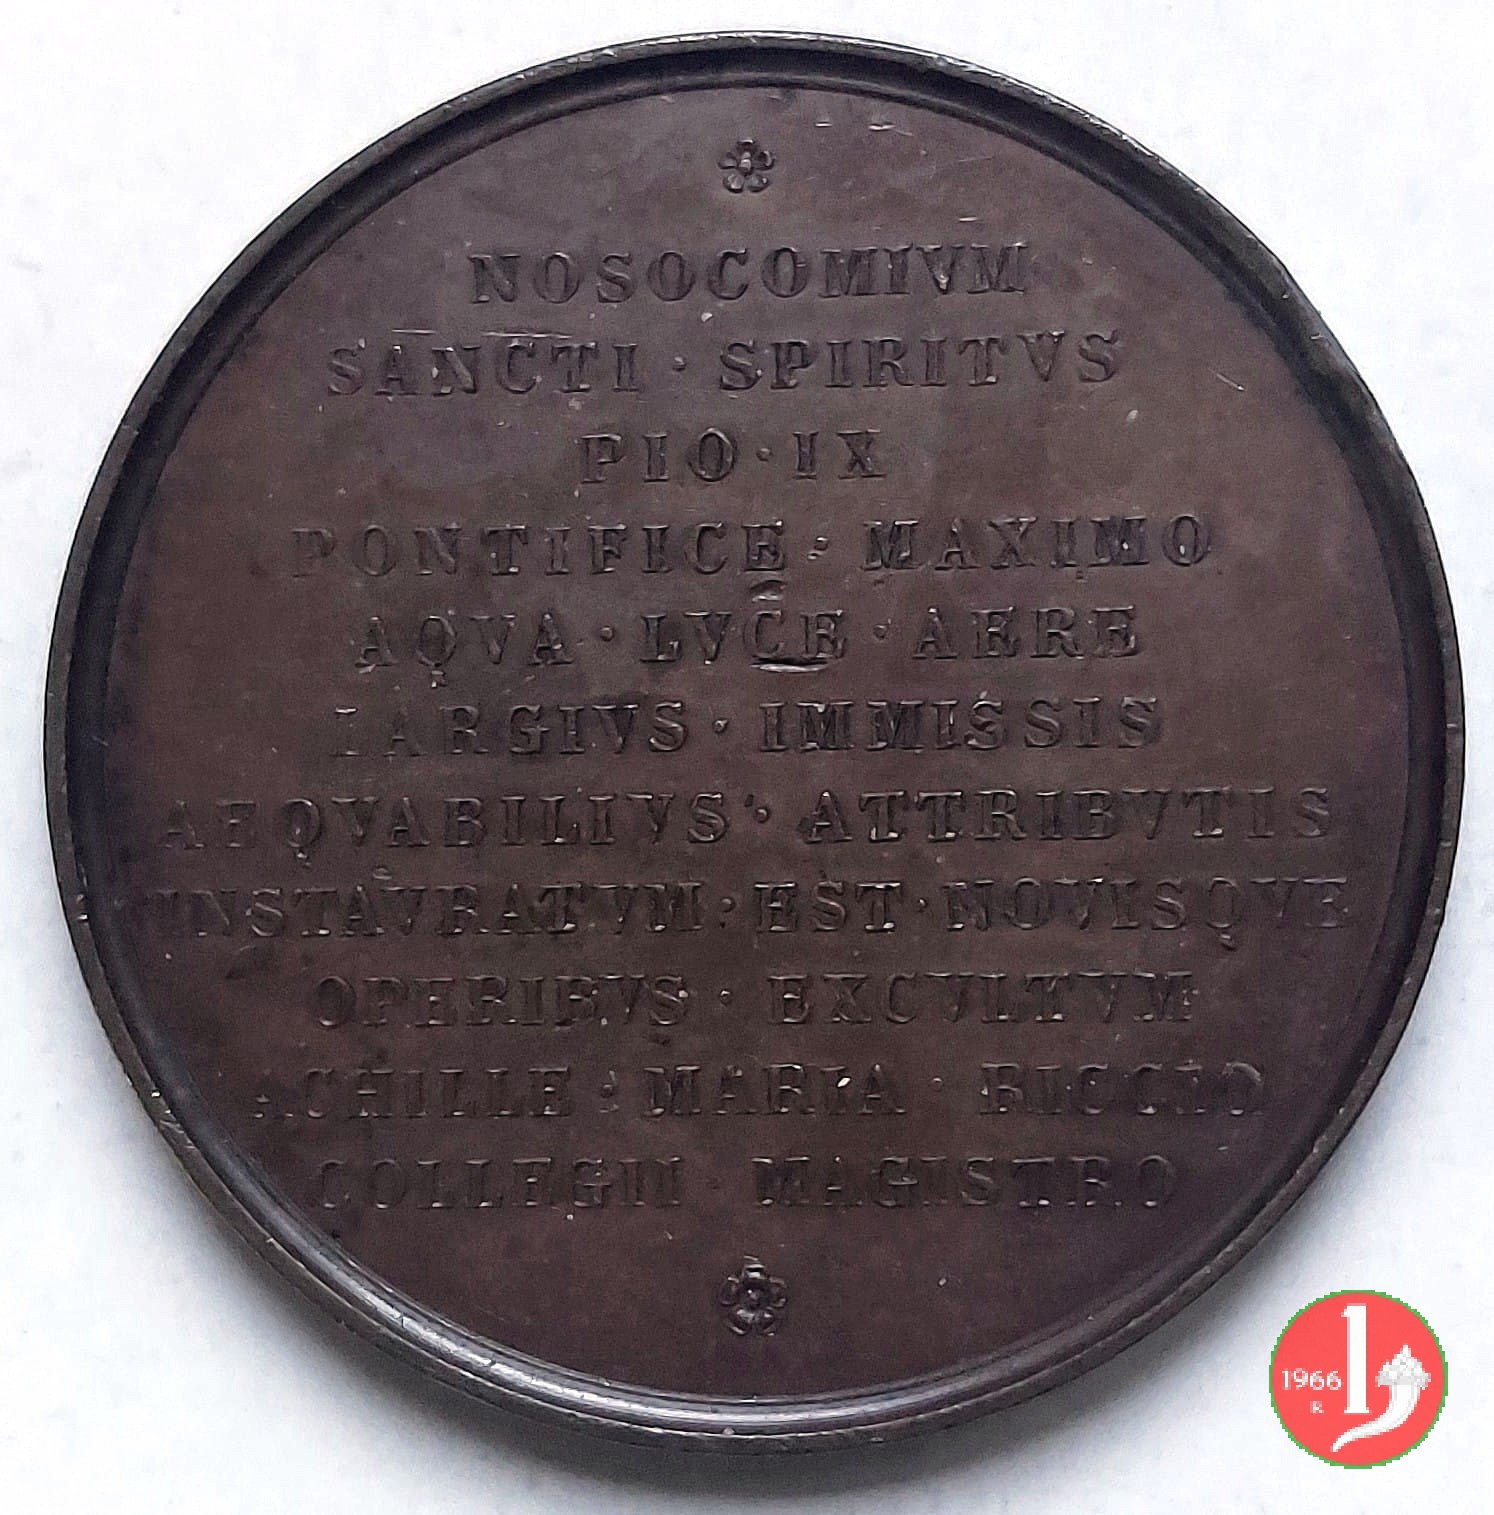 NOSOCOMIVM
SANCTI · SPIRITVS
PIO · IX
PONTIFICE · MAXIMO
AQVA · LVCE · AERE
LARGIVS · IMMISSIS
AEQVABILIVS · ATTRIBVTIS
INSTAVRATVM · EST · NOVISQVE
OPERIBVS · EXCVLTVM
ACHILLE · MARIA · RICCIO
COLLEGII · MAGISTRO
1966
R
1